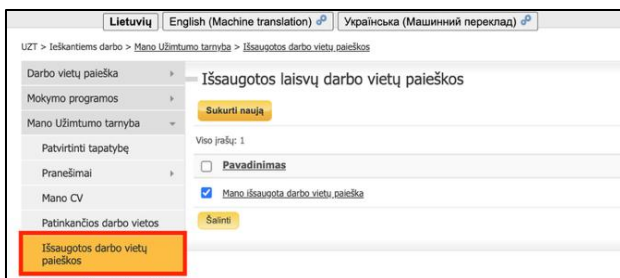 Lietuvių English (Machine translation) Українська (Машинний переклад)
UZT > Ieškantiems darbo > Mano Užimtumo tarnyba > Išsaugotos darbo vietų paieškos
Darbo vietų paieška
Mokymo programos
Mano Užimtumo tarnyba
Patvirtinti tapatybę
Pranešimai
Mano CV
Patinkančios darbo vietos
Išsaugotos darbo vietų
paieškos
Išsaugotos laisvų darbo vietų paieškos
Sukurti naują
Viso įrašų: 1
Pavadinimas
Mano išsaugota darbo vietų paieška
Šalinti